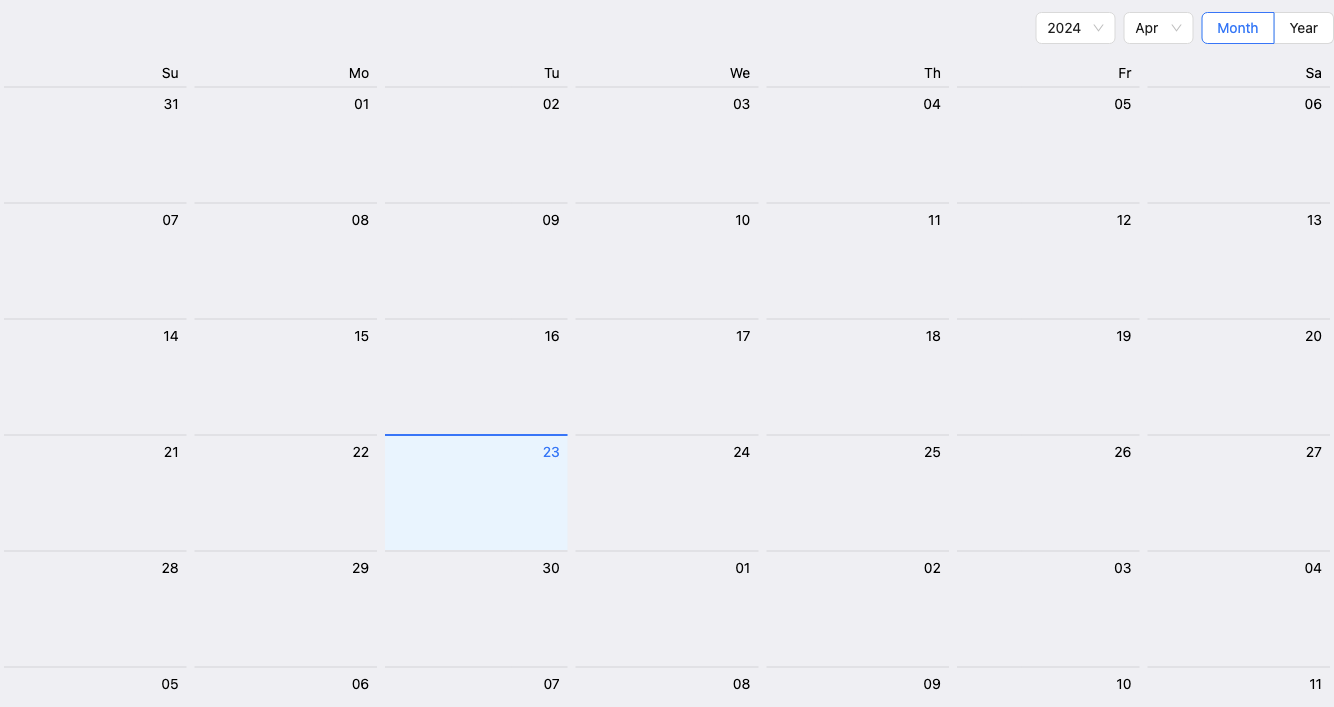 2024 Apr Month Year
Su Mo Tu We Th Fr Sa
31 01 02 03 04 05 06
07 08 09 10 11 12 13
14 15 16 17 18 19 20
21 22 23 24 25 26 27
28 29 30 01 02 03 04
05 06 07 08 09 10 11